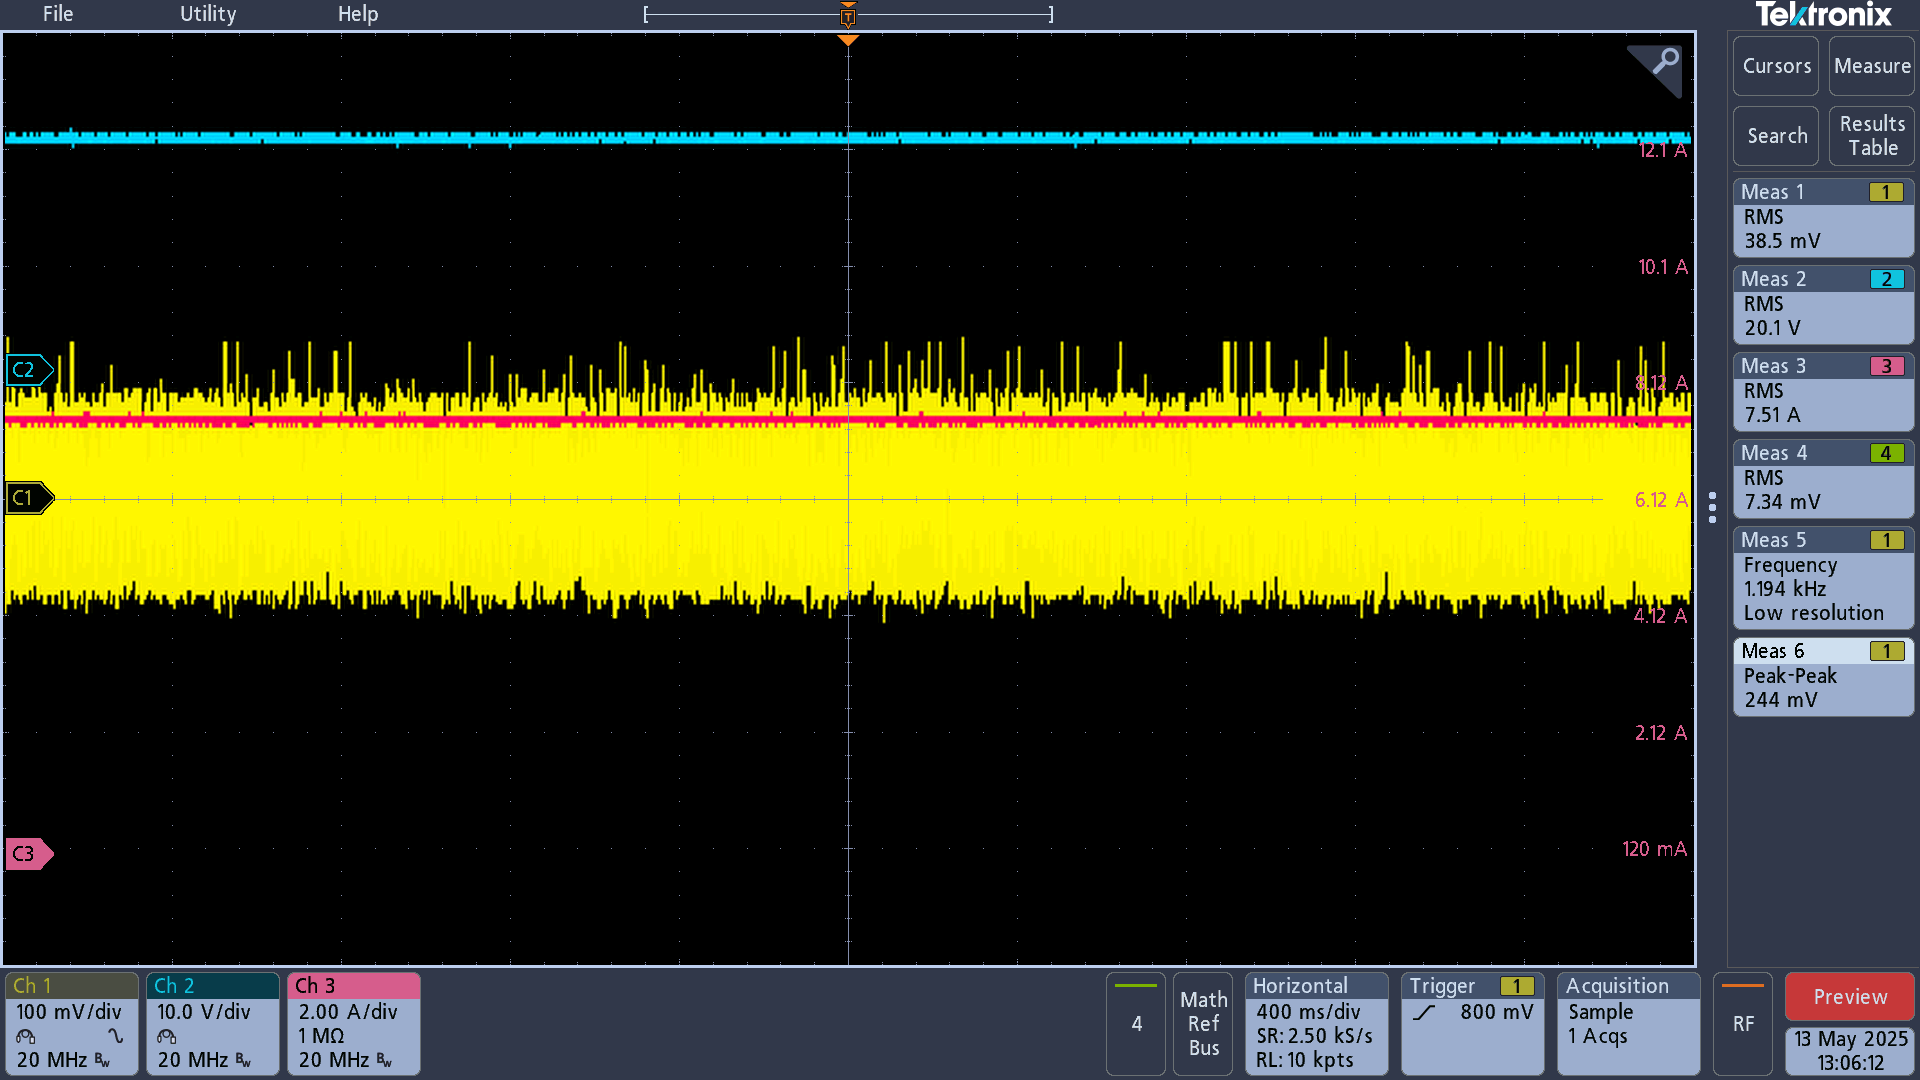 File Utility Help
T
Tektronix
Cursors
Measure
Search
Results
Table
12.1 A
10.1 A
8.12 A
6.12 A
4.12 A
2.12 A
120 mA
C2
C1
C3
Meas 1 1
RMS
38.5 mV
Meas 2 2
RMS
20.1 V
Meas 3 3
RMS
7.51 A
Meas 4 4
RMS
7.34 mV
Meas 5 1
Frequency
1.194 kHz
Low resolution
Meas 6 1
Peak-Peak
244 mV
Ch 1
100 mV/div
20 MHz BW
Ch 2
10.0 V/div
20 MHz BW
Ch 3
2.00 A/div
1 MΩ
20 MHz BW
4
Math
Ref
Bus
Horizontal
400 ms/div
SR: 2.50 kS/s
RL: 10 kpts
Trigger 1
800 mV
Acquisition
Sample
1 Acqs
RF
Preview
13 May 2025
13:06:12